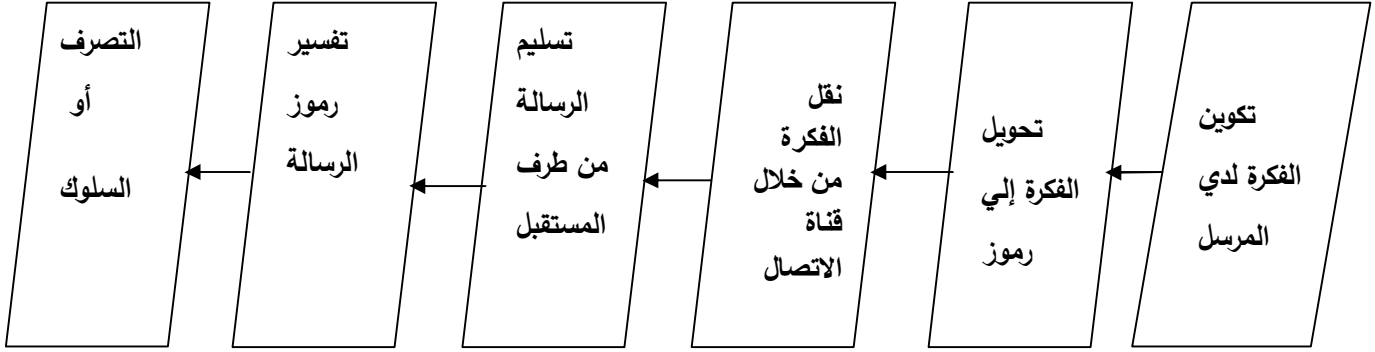 تكوين
الفكرة لدي
المرسل
تحويل
الفكرة إلي
رموز
نقل
الفكرة
من خلال
قناة
الاتصال
تسليم
الرسالة
من طرف
المستقبل
تفسير
رموز
الرسالة
التصرف
أو
السلوك